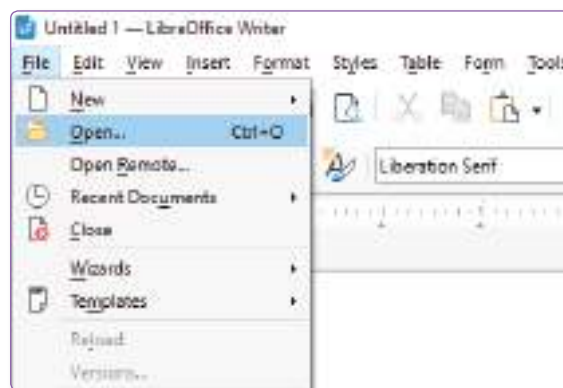 Untitled 1 — LibreOffice Writer
File Edit View Insert Format Styles Table Form Tools
New
Open... Ctrl+O
Open Remote...
Liberation Serif
Recent Documents
Close
Wizards
Templates
Reload
Versions...